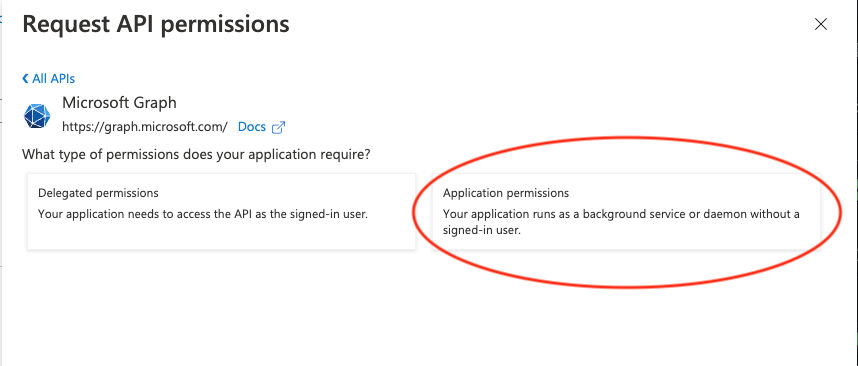 Request API permissions
All APIs
Microsoft Graph
https://graph.microsoft.com/ Docs
What type of permissions does your application require?
Delegated permissions
Your application needs to access the API as the signed-in user.
Application permissions
Your application runs as a background service or daemon without a
signed-in user.